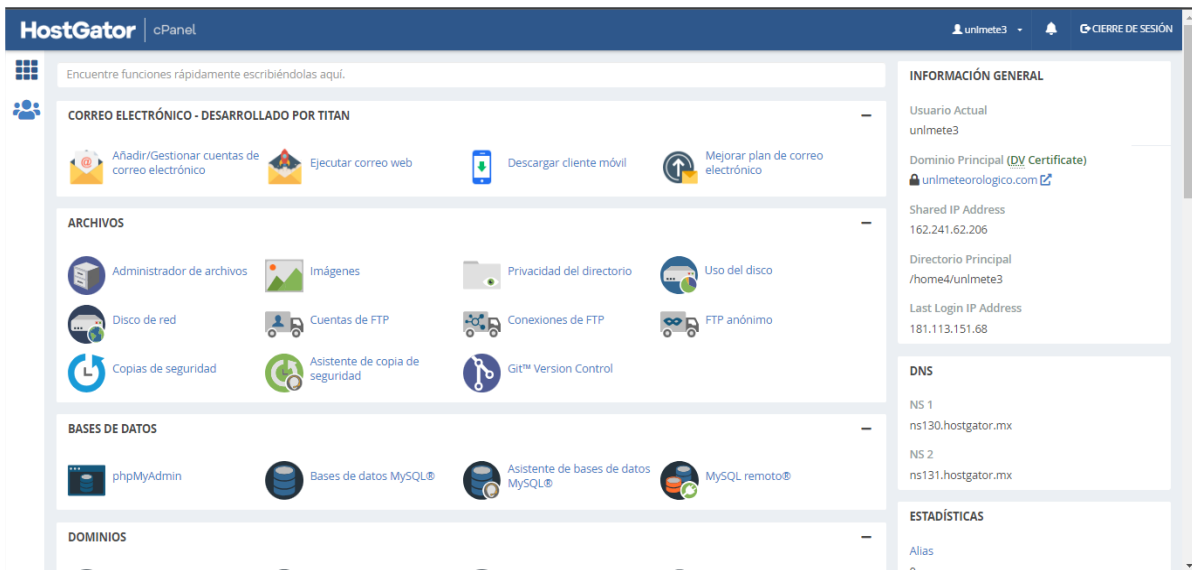 HostGator cPanel
unlmete3
CIERRE DE SESIÓN
Encuentre funciones rápidamente escribiéndolas aquí.
CORREO ELECTRÓNICO - DESARROLLADO POR TITAN
Añadir/Gestionar cuentas de
correo electrónico
Ejecutar correo web
Descargar cliente móvil
Mejorar plan de correo
electrónico
ARCHIVOS
Administrador de archivos
Imágenes
Privacidad del directorio
Uso del disco
Disco de red
Cuentas de FTP
Conexiones de FTP
FTP anónimo
Copias de seguridad
Asistente de copia de
seguridad
Git™ Version Control
BASES DE DATOS
phpMyAdmin
Bases de datos MySQL®
Asistente de bases de datos
MySQL®
MySQL remoto®
DOMINIOS
INFORMACIÓN GENERAL
Usuario Actual
unlmete3
Dominio Principal (DV Certificate)
unlmeteorologico.com
Shared IP Address
162.241.62.206
Directorio Principal
/home4/unlmete3
Last Login IP Address
181.113.151.68
DNS
NS 1
ns130.hostgator.mx
NS 2
ns131.hostgator.mx
ESTADÍSTICAS
Alias